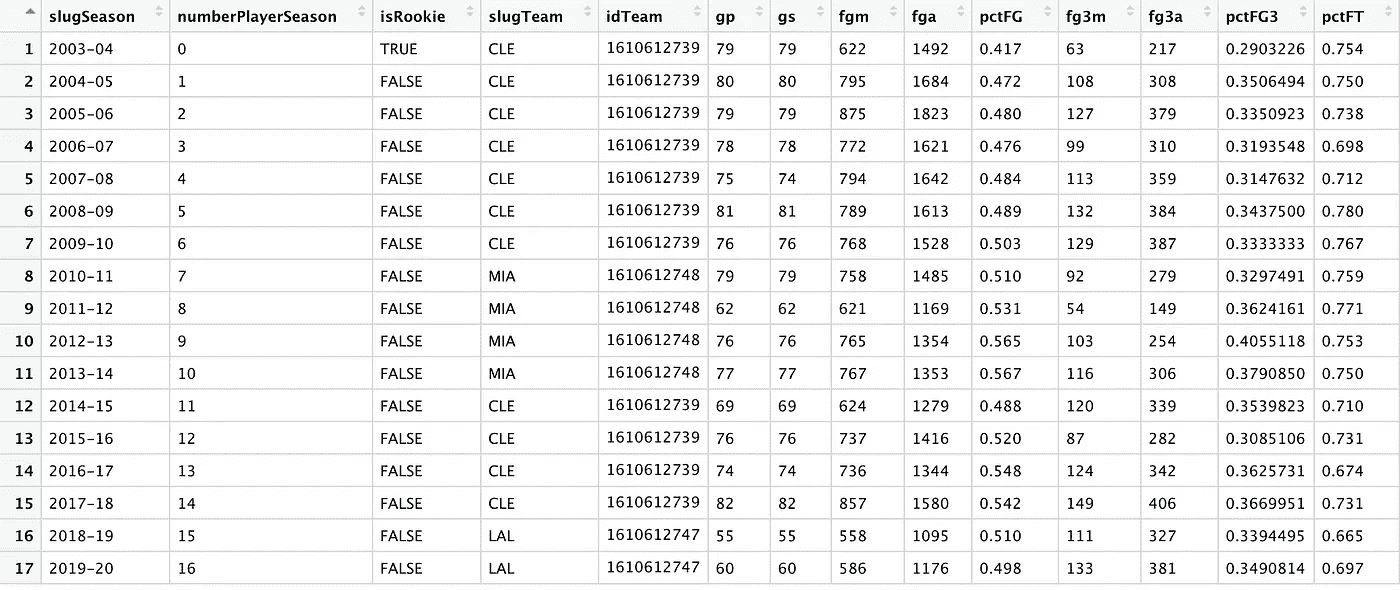 slugSeason numberPlayerSeason isRookie slugTeam idTeam gp gs fgm fga pctFG fg3m fg3a pctFG3 pctFT
1 2003-04 0 TRUE CLE 1610612739 79 79 622 1492 0.417 63 217 0.2903226 0.754
2 2004-05 1 FALSE CLE 1610612739 80 80 795 1684 0.472 108 308 0.3506494 0.750
3 2005-06 2 FALSE CLE 1610612739 79 79 875 1823 0.480 127 379 0.3350923 0.738
4 2006-07 3 FALSE CLE 1610612739 78 78 772 1621 0.476 99 310 0.3193548 0.698
5 2007-08 4 FALSE CLE 1610612739 75 74 794 1642 0.484 113 359 0.3147632 0.712
6 2008-09 5 FALSE CLE 1610612739 81 81 789 1613 0.489 132 384 0.3437500 0.780
7 2009-10 6 FALSE CLE 1610612739 76 76 768 1528 0.503 129 387 0.3333333 0.767
8 2010-11 7 FALSE MIA 1610612748 79 79 758 1485 0.510 92 279 0.3297491 0.759
9 2011-12 8 FALSE MIA 1610612748 62 62 621 1169 0.531 54 149 0.3624161 0.771
10 2012-13 9 FALSE MIA 1610612748 76 76 765 1354 0.565 103 254 0.4055118 0.753
11 2013-14 10 FALSE MIA 1610612748 77 77 767 1353 0.567 116 306 0.3790850 0.750
12 2014-15 11 FALSE CLE 1610612739 69 69 624 1279 0.488 120 339 0.3539823 0.710
13 2015-16 12 FALSE CLE 1610612739 76 76 737 1416 0.520 87 282 0.3085106 0.731
14 2016-17 13 FALSE CLE 1610612739 74 74 736 1344 0.548 124 342 0.3625731 0.674
15 2017-18 14 FALSE CLE 1610612739 82 82 857 1580 0.542 149 406 0.3669951 0.731
16 2018-19 15 FALSE LAL 1610612747 55 55 558 1095 0.510 111 327 0.3394495 0.665
17 2019-20 16 FALSE LAL 1610612747 60 60 586 1176 0.498 133 381 0.3490814 0.697